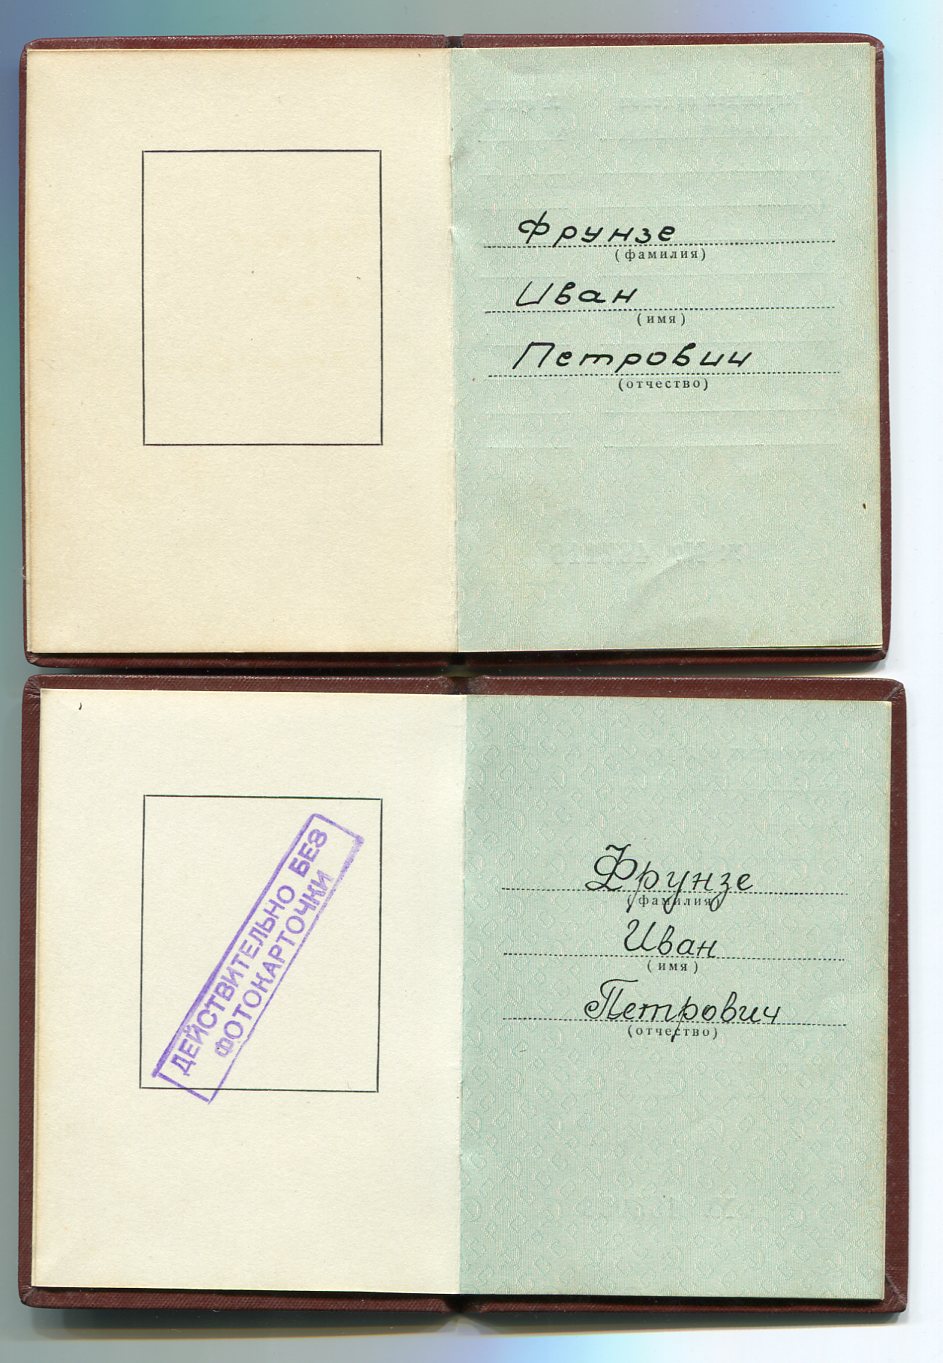 Фрунзе
(фамилия)
Иван
(имя)
Петрович
(отчество)
ДЕЙСТВИТЕЛЬНО БЕЗ
ФОТОКАРТОЧКИ
Фрунзе
(фамилия)
Иван
(имя)
Петрович
(отчество)